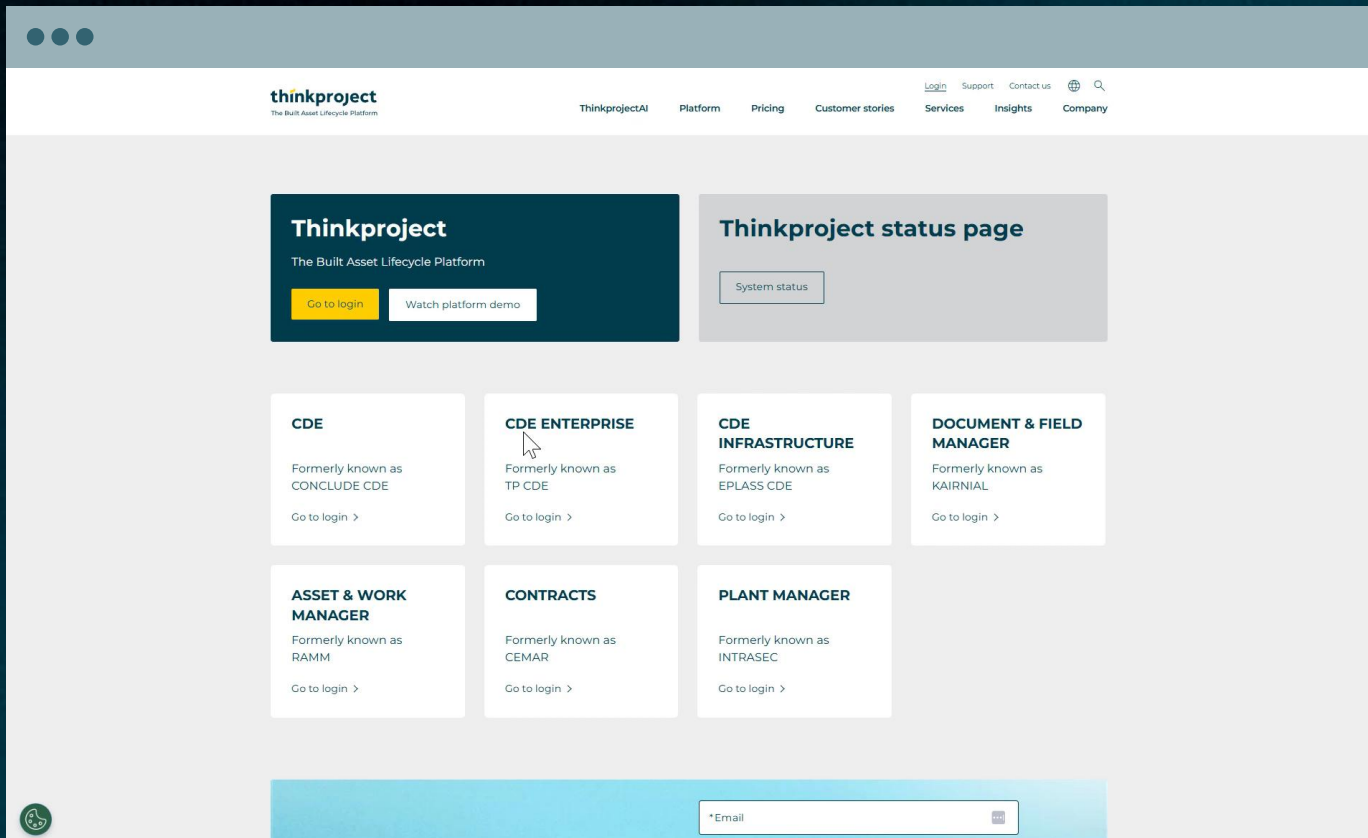 thinkproject
The Built Asset Lifecycle Platform
Login Support Contact us
ThinkprojectAI Platform Pricing Customer stories Services Insights Company
Thinkproject
The Built Asset Lifecycle Platform
Go to login Watch platform demo
Thinkproject status page
System status
CDE
Formerly known as
CONCLUDE CDE
Go to login >
CDE ENTERPRISE
Formerly known as
TP CDE
Go to login >
CDE
INFRASTRUCTURE
Formerly known as
EPLASS CDE
Go to login >
DOCUMENT & FIELD
MANAGER
Formerly known as
KAIRNIAL
Go to login >
ASSET & WORK
MANAGER
Formerly known as
RAMM
Go to login >
CONTRACTS
Formerly known as
CEMAR
Go to login >
PLANT MANAGER
Formerly known as
INTRASEC
Go to login >
*Email